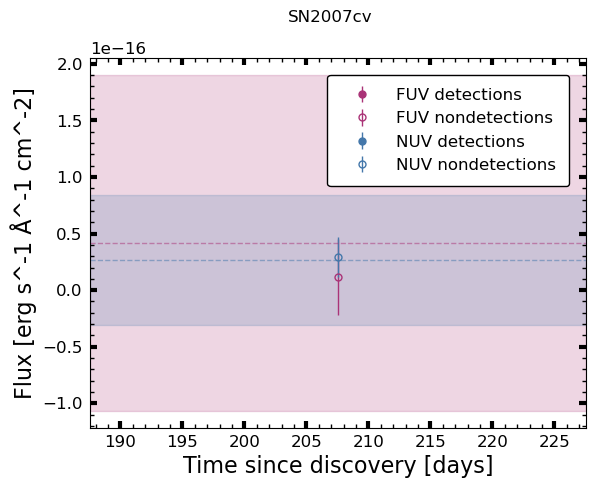 SN2007cv
1e−16
2.0
1.5
1.0
0.5
0.0
−0.5
−1.0
Flux [erg s^-1 Å^-1 cm^-2]
FUV detections
FUV nondetections
NUV detections
NUV nondetections
190 195 200 205 210 215 220 225
Time since discovery [days]